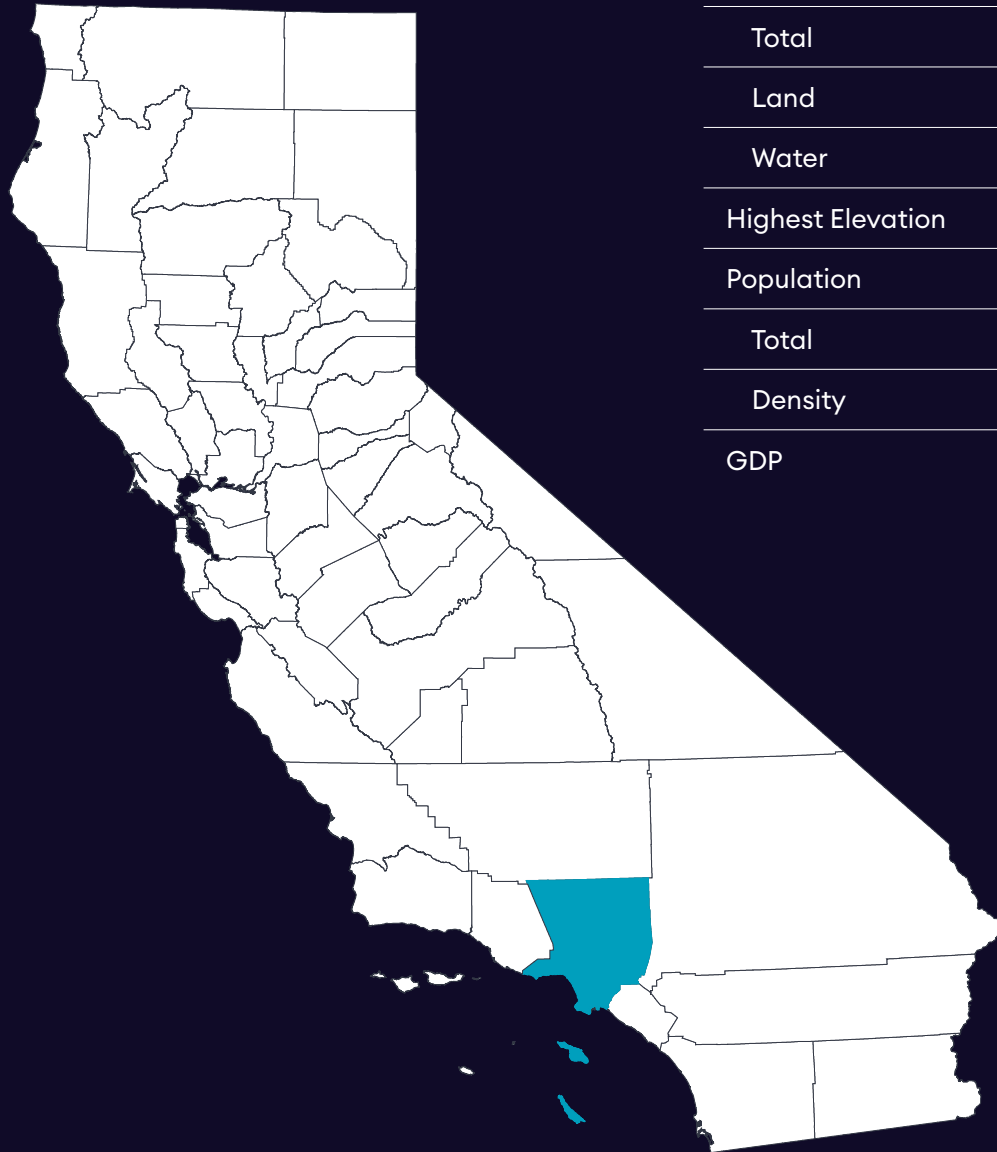 Total
Land
Water
Highest Elevation
Population
Total
Density
GDP